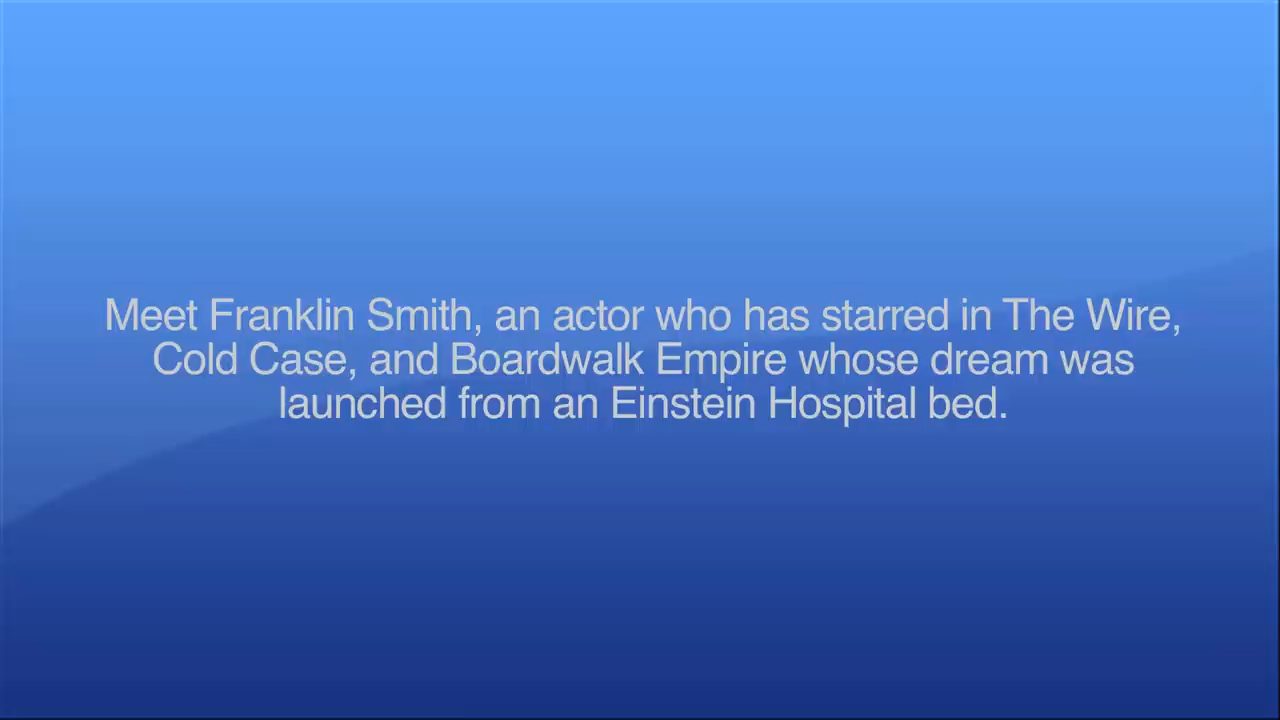 Meet Franklin Smith, an actor who has starred in The Wire,
Cold Case, and Boardwalk Empire whose dream was
launched from an Einstein Hospital bed.